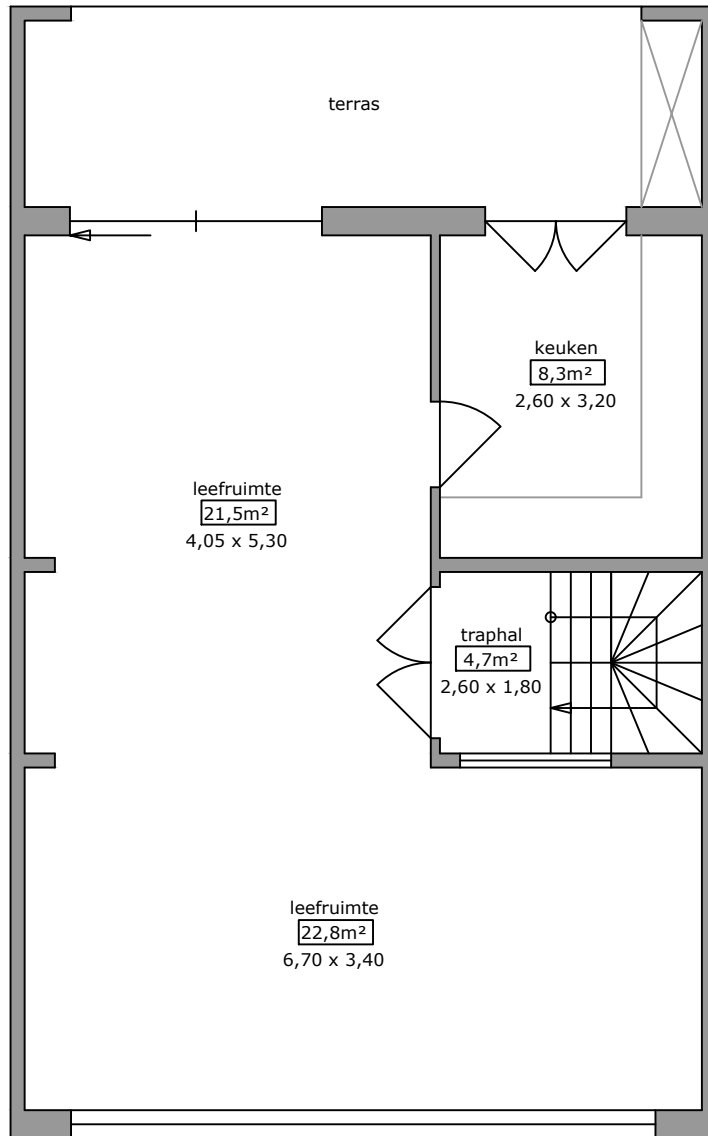 terras
keuken
8,3m²
2,60 x 3,20
leefruimte
21,5m²
4,05 x 5,30
traphal
4,7m²
2,60 x 1,80
leefruimte
22,8m²
6,70 x 3,40